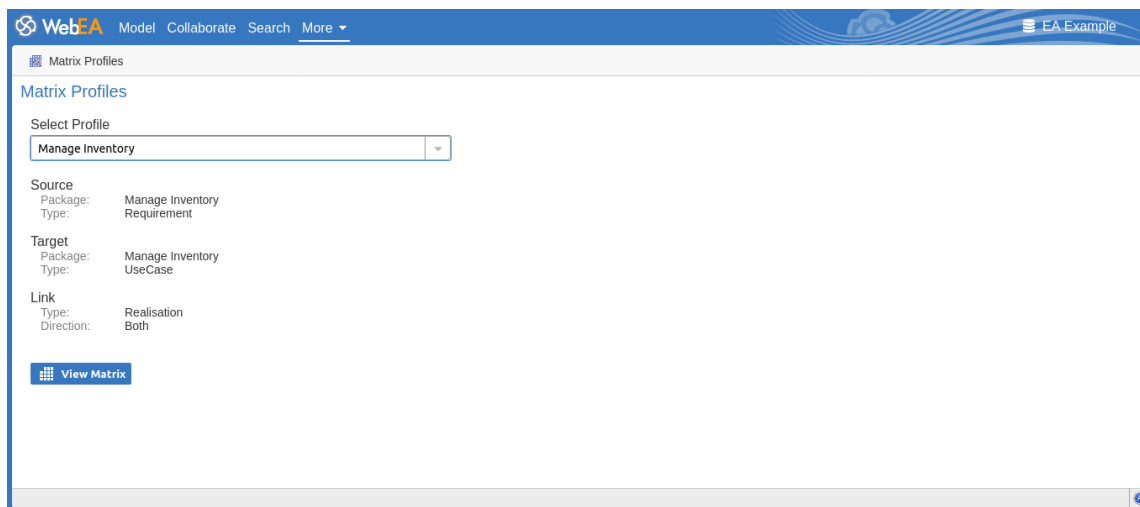 WebEA Model Collaborate Search More EA Example
Matrix Profiles
Matrix Profiles
Select Profile
Manage Inventory
Source
Package: Manage Inventory
Type: Requirement
Target
Package: Manage Inventory
Type: UseCase
Link
Type: Realisation
Direction: Both
View Matrix